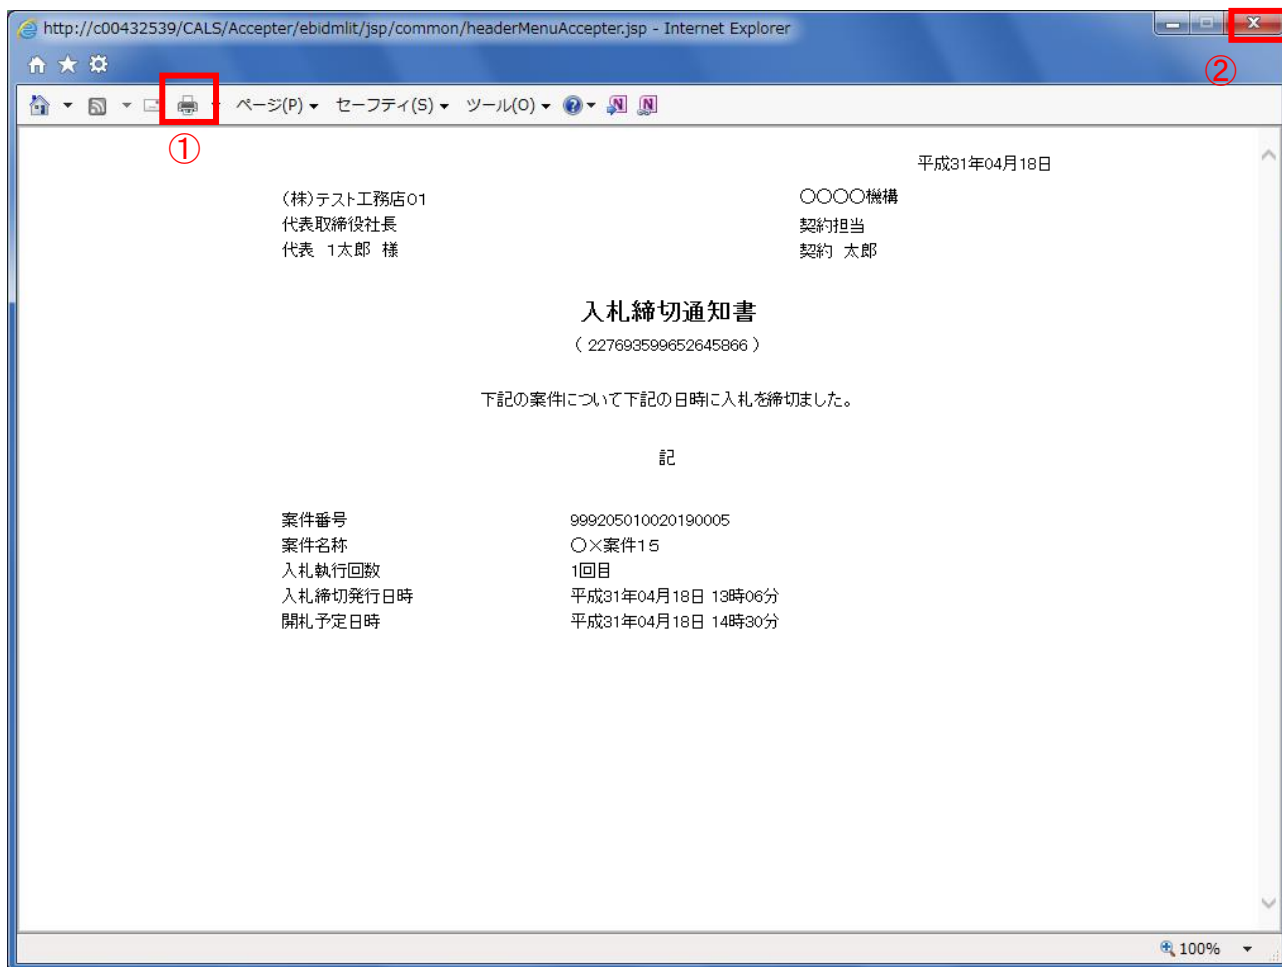 http://c00432539/CALS/Accepter/ebidmlit/jsp/common/headerMenuAccepter.jsp - Internet Explorer
②
ページ(P) セーフティ(S) ツール(O)
①
平成31年04月18日
(株)テスト工務店01 〇〇〇〇機構
代表取締役社長 契約担当
代表 1太郎 様 契約 太郎
入札締切通知書
( 227693599652645866 )
下記の案件について下記の日時に入札を締切ました。
記
案件番号 999205010020190005
案件名称 〇×案件15
入札執行回数 1回目
入札締切発行日時 平成31年04月18日 13時06分
開札予定日時 平成31年04月18日 14時30分
100%